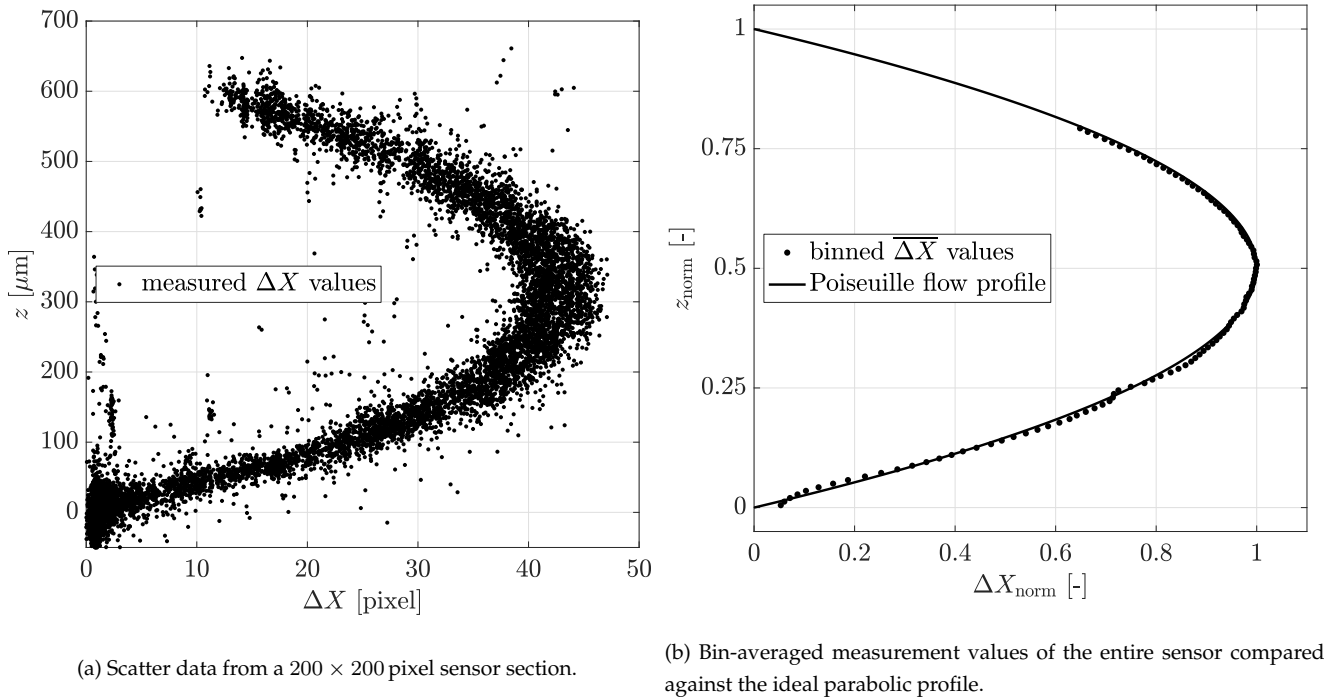 700
600
500
400
300
200
100
0
z [μm]
measured ΔX values
0 10 20 30 40 50
ΔX [pixel]
(a) Scatter data from a 200 × 200 pixel sensor section.
1
0.75
0.5
0.25
0
z_norm [-]
binned \overline{ΔX} values
Poiseuille flow profile
0 0.2 0.4 0.6 0.8 1
ΔX_norm [-]
(b) Bin-averaged measurement values of the entire sensor compared
against the ideal parabolic profile.